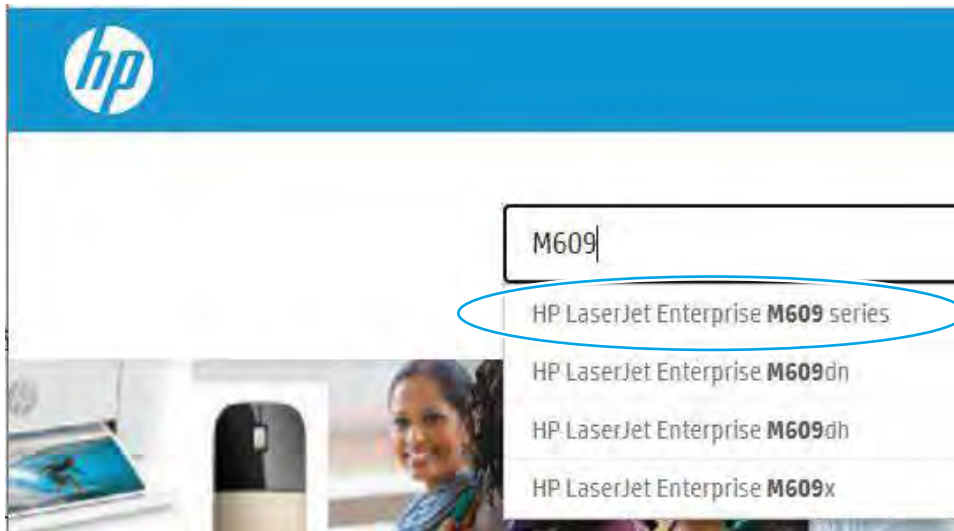 hp
M609
HP LaserJet Enterprise M609 series
HP LaserJet Enterprise M609dn
HP LaserJet Enterprise M609dh
HP LaserJet Enterprise M609x